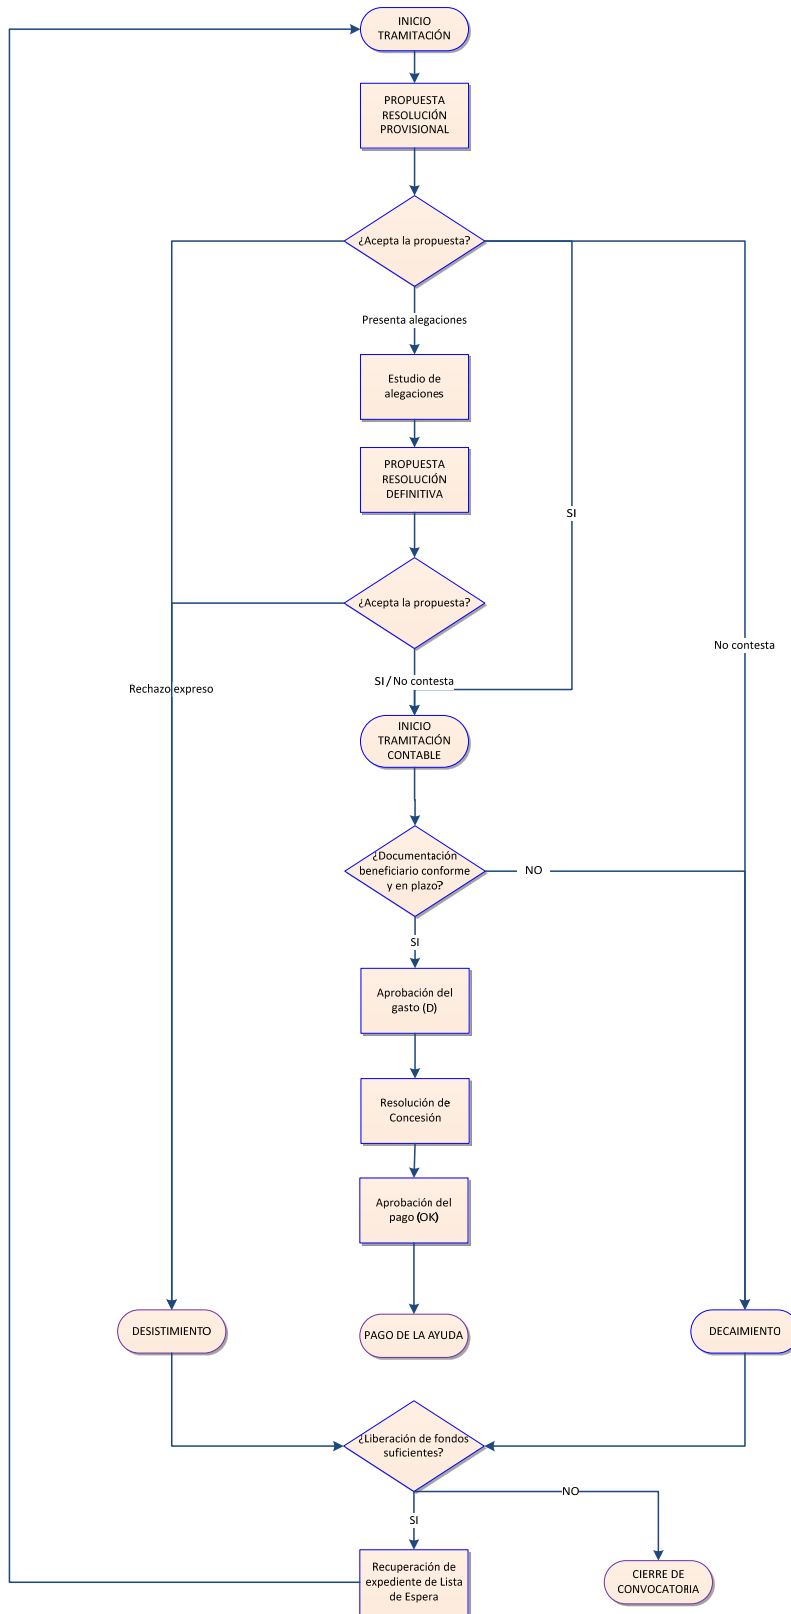 INICIO
TRAMITACIÓN
PROPUESTA
RESOLUCIÓN
PROVISIONAL
¿Acepta la propuesta?
Presenta alegaciones
Estudio de
alegaciones
PROPUESTA
RESOLUCIÓN
DEFINITIVA
SI
¿Acepta la propuesta?
No contesta
SI / No contesta
Rechazo expreso
INICIO
TRAMITACIÓN
CONTABLE
¿Documentación
beneficiario conforme
y en plazo?
NO
SI
Aprobación del
gasto (D)
Resolución de
Concesión
Aprobación del
pago (OK)
DESISTIMIENTO
PAGO DE LA AYUDA
DECAIMIENTO
¿Liberación de fondos
suficientes?
NO
SI
Recuperación de
expediente de Lista
de Espera
CIERRE DE
CONVOCATORIA